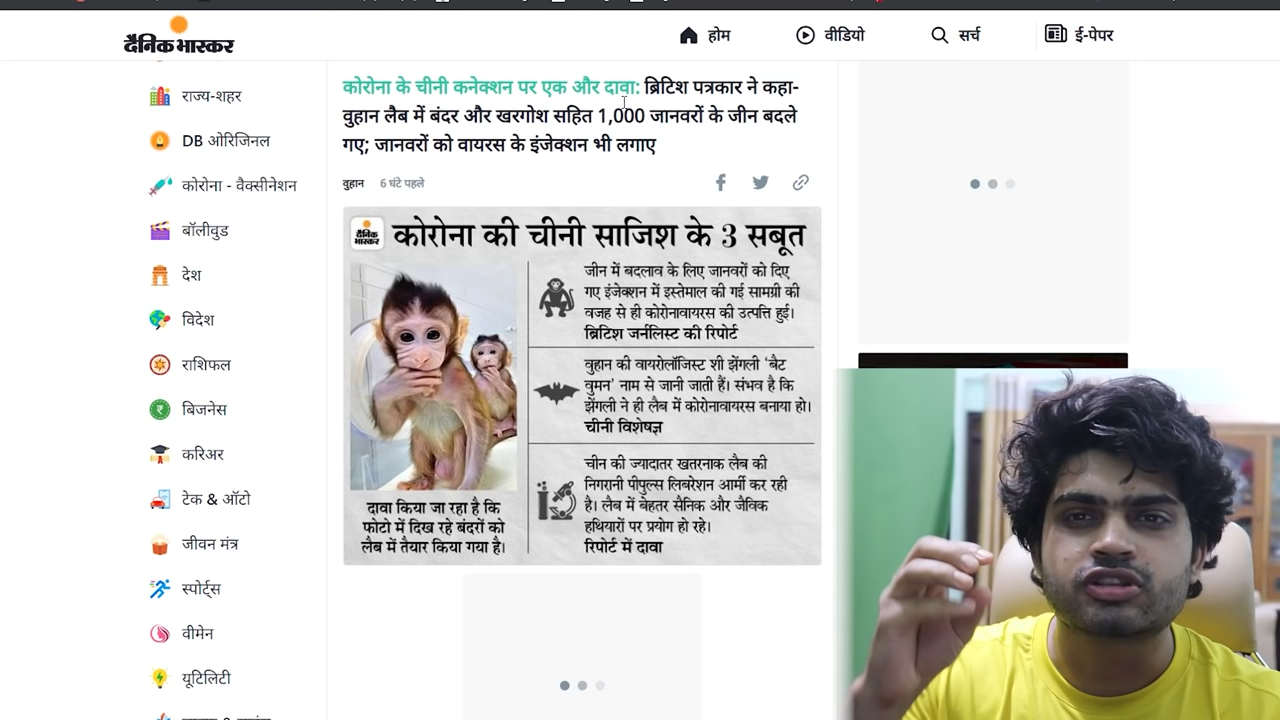 दैनिक भास्कर
होम
वीडियो
सर्च
ई-पेपर
राज्य-शहर
DB ओरिजिनल
कोरोना - वैक्सीनेशन
बॉलीवुड
देश
विदेश
राशिफल
बिजनेस
करिअर
टेक & ऑटो
जीवन मंत्र
स्पोर्ट्स
वीमेन
यूटिलिटी
कोरोना के चीनी कनेक्शन पर एक और दावा: ब्रिटिश पत्रकार ने कहा-
वुहान लैब में बंदर और खरगोश सहित 1,000 जानवरों के जीन बदले
गए; जानवरों को वायरस के इंजेक्शन भी लगाए
वुहान 6 घंटे पहले
दैनिक
भास्कर
कोरोना की चीनी साजिश के 3 सबूत
जीन में बदलाव के लिए जानवरों को दिए
गए इंजेक्शन में इस्तेमाल की गई सामग्री की
वजह से ही कोरोनावायरस की उत्पत्ति हुई।
ब्रिटिश जर्नलिस्ट की रिपोर्ट
वुहान की वायरोलॉजिस्ट शी झेंगली 'बैट
वुमन' नाम से जानी जाती हैं। संभव है कि
झेंगली ने ही लैब में कोरोनावायरस बनाया हो।
चीनी विशेषज्ञ
चीन की ज्यादातर खतरनाक लैब की
निगरानी पीपुल्स लिबरेशन आर्मी कर रही
है। लैब में बेहतर सैनिक और जैविक
हथियारों पर प्रयोग हो रहे।
रिपोर्ट में दावा
दावा किया जा रहा है कि
फोटो में दिख रहे बंदरों को
लैब में तैयार किया गया है।